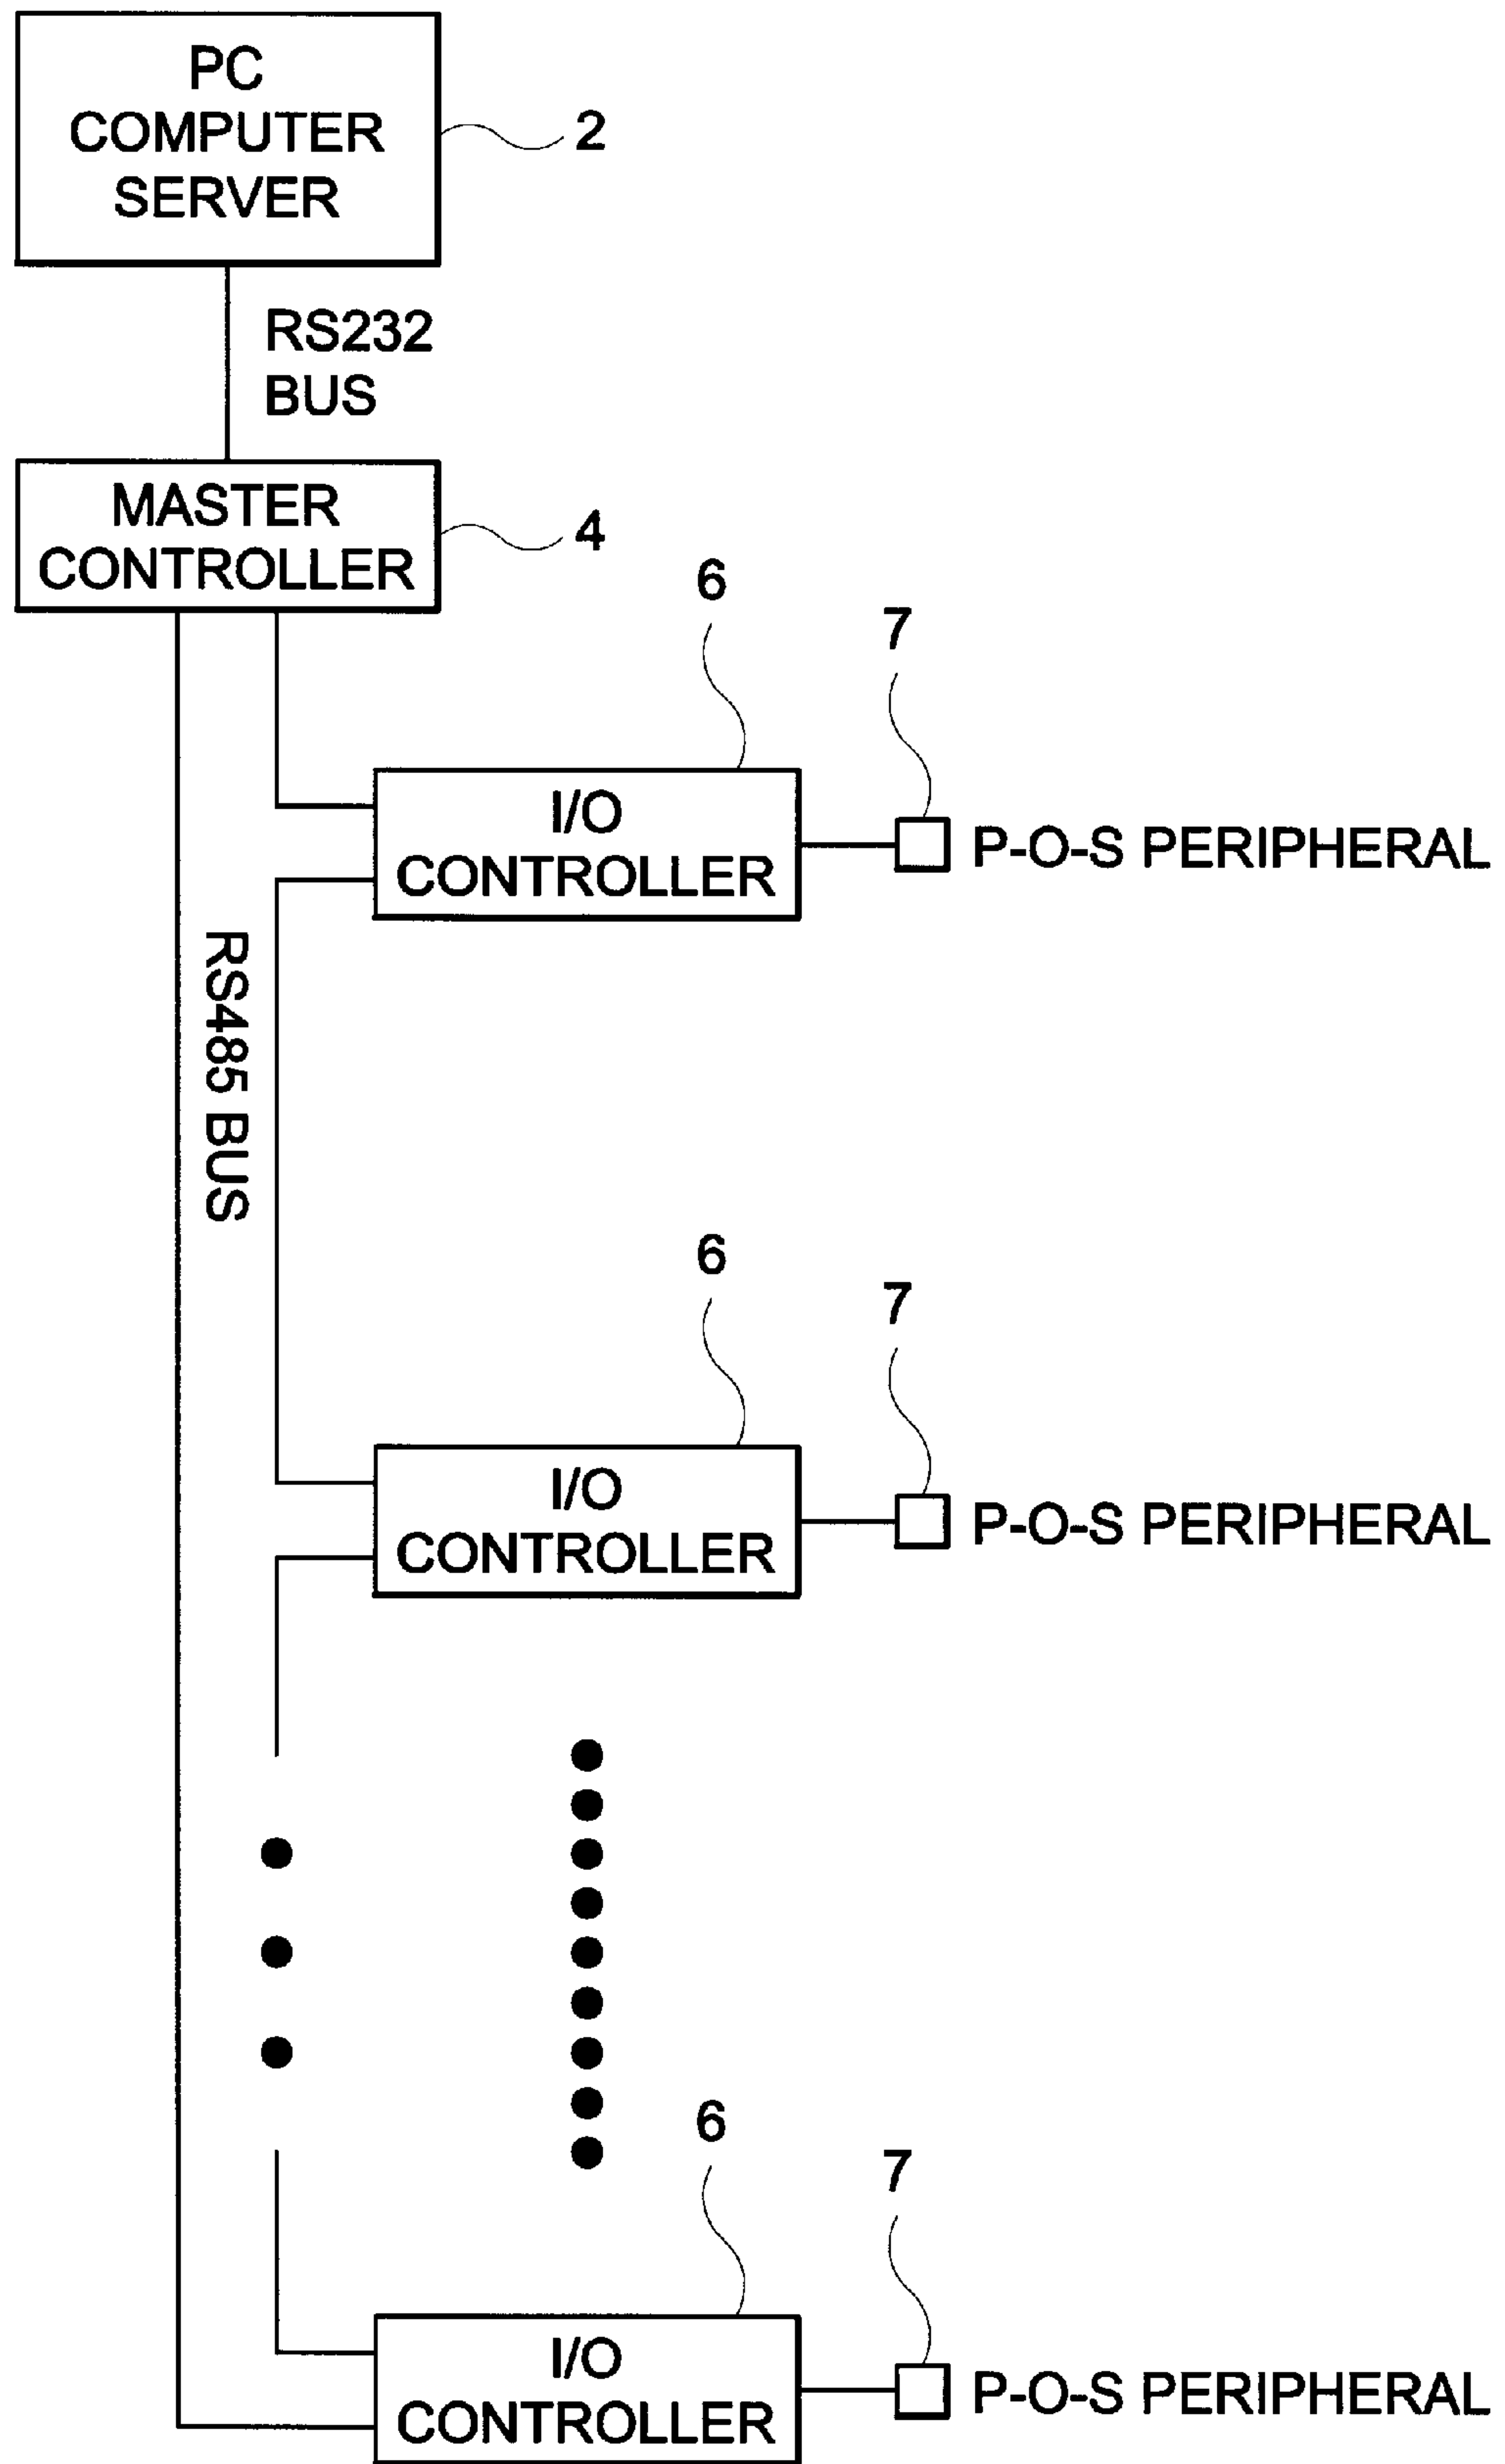 PC
COMPUTER
SERVER
2
RS232
BUS
MASTER
CONTROLLER
4
6
7
I/O
CONTROLLER
P-O-S PERIPHERAL
RS485 BUS
6
7
I/O
CONTROLLER
P-O-S PERIPHERAL
6
7
I/O
CONTROLLER
P-O-S PERIPHERAL